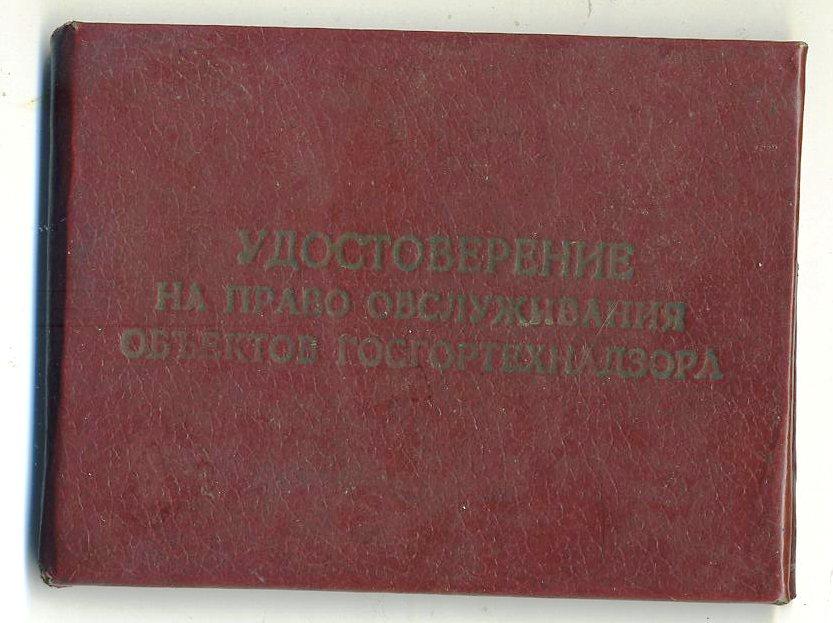 УДОСТОВЕРЕНИЕ
НА ПРАВО ОБСЛУЖИВАНИЯ
ОБЪЕКТОВ ГОСГОРТЕХНАДЗОРА